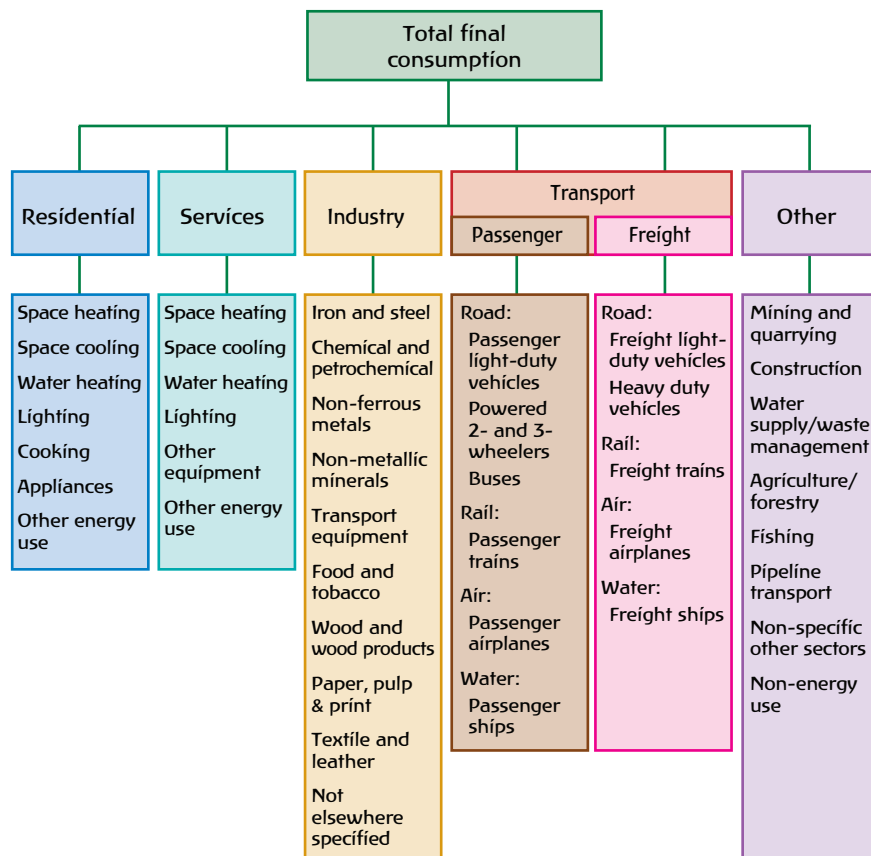 Total final
consumption
Residential
Services
Industry
Transport
Passenger
Freight
Other
Space heating
Space cooling
Water heating
Lighting
Cooking
Appliances
Other energy
use
Space heating
Space cooling
Water heating
Lighting
Other
equipment
Other energy
use
Iron and steel
Chemical and
petrochemical
Non-ferrous
metals
Non-metallic
minerals
Transport
equipment
Food and
tobacco
Wood and
wood products
Paper, pulp
& print
Textile and
leather
Not
elsewhere
specified
Road:
Passenger
light-duty
vehicles
Powered
2- and 3-
wheelers
Buses
Rail:
Passenger
trains
Air:
Passenger
airplanes
Water:
Passenger
ships
Road:
Freight light-
duty vehicles
Heavy duty
vehicles
Rail:
Freight trains
Air:
Freight
airplanes
Water:
Freight ships
Mining and
quarrying
Construction
Water
supply/waste
management
Agriculture/
forestry
Fishing
Pipeline
transport
Non-specific
other sectors
Non-energy
use